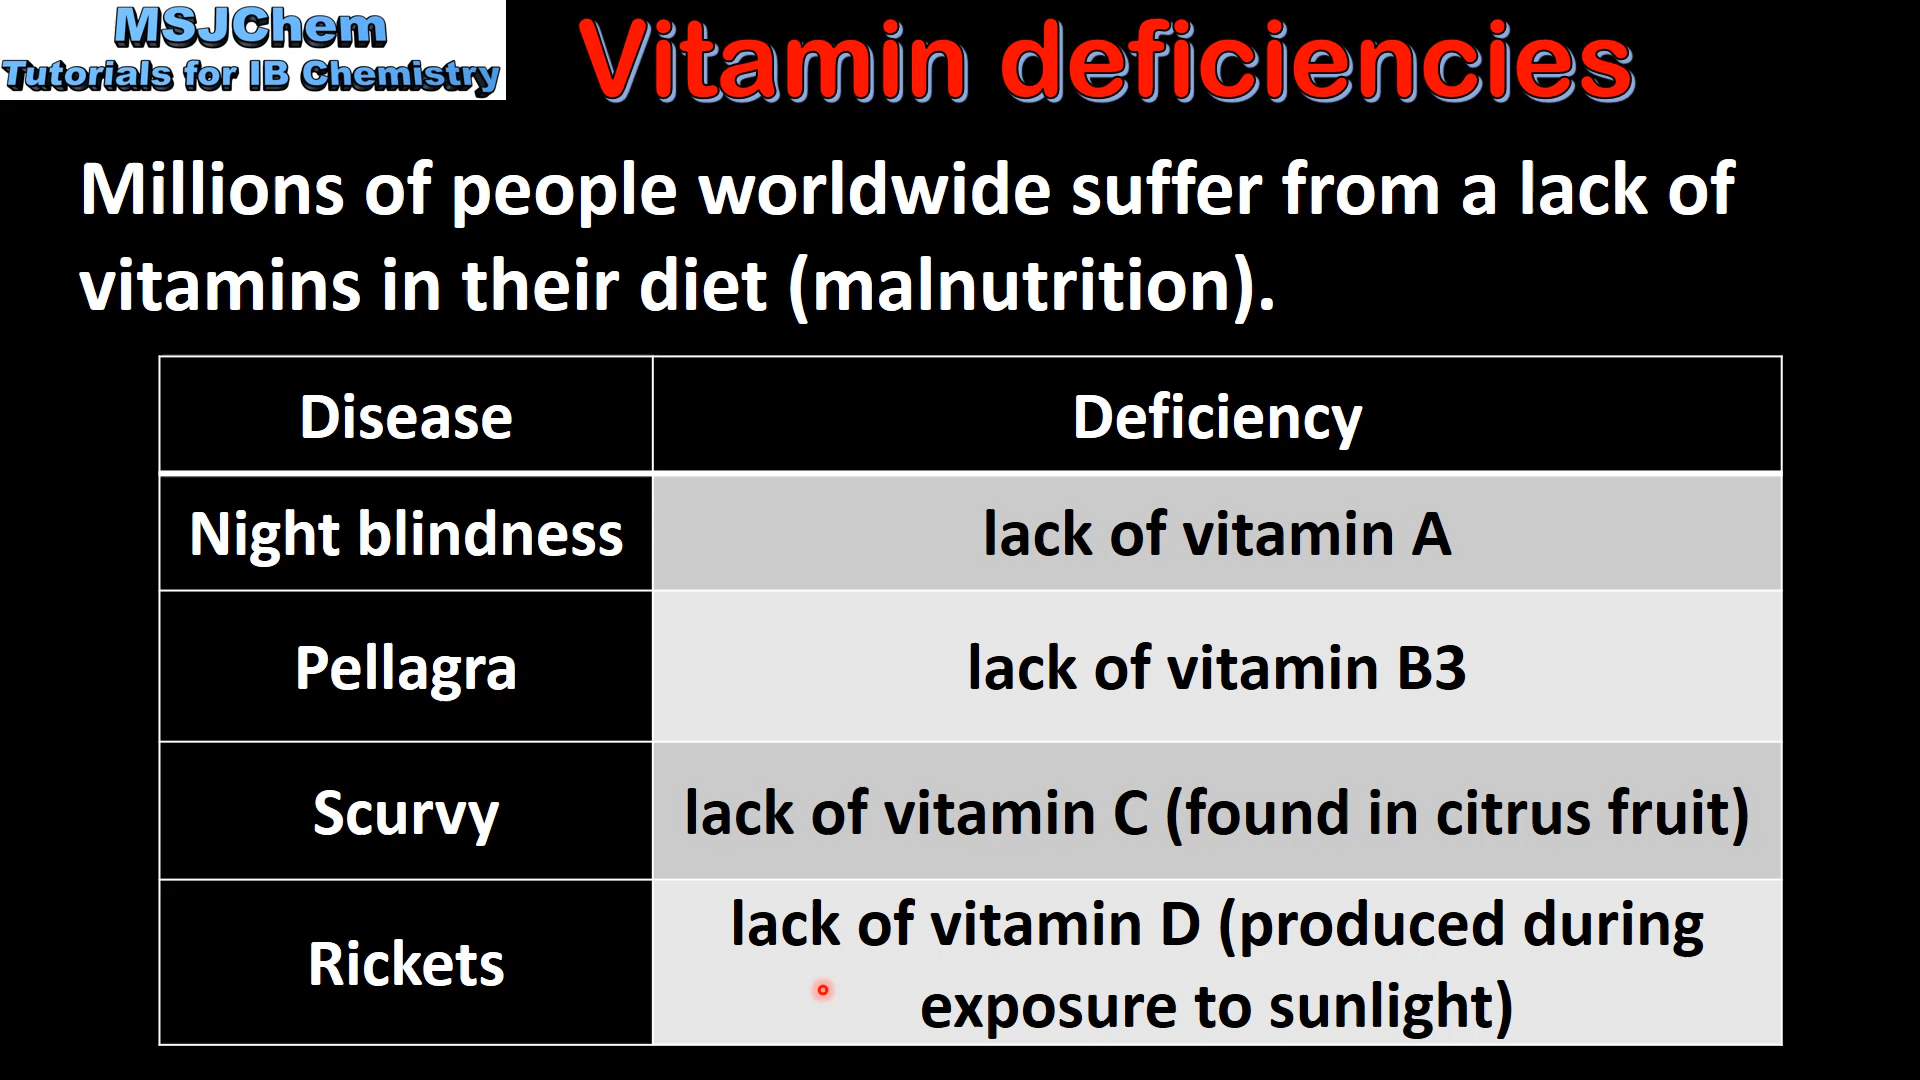 MSJChem
Tutorials for IB Chemistry
Vitamin deficiencies
Millions of people worldwide suffer from a lack of
vitamins in their diet (malnutrition).
Disease
Deficiency
Night blindness
lack of vitamin A
Pellagra
lack of vitamin B3
Scurvy
lack of vitamin C (found in citrus fruit)
Rickets
lack of vitamin D (produced during
exposure to sunlight)